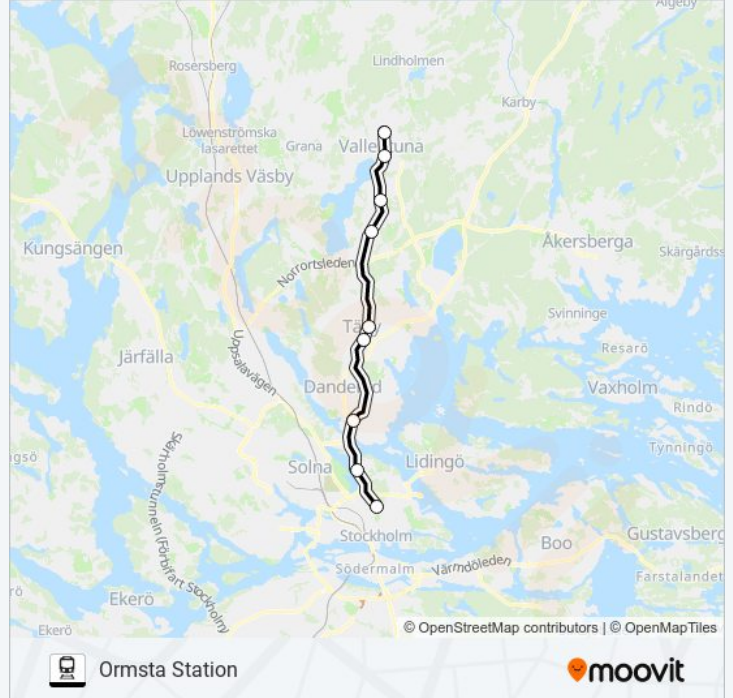 Algeby
Lindholmen
Rosersberg
Karby
Löwenströmska
lasarettet
Grana
Vallentuna
Upplands Väsby
Kungsängen
Åkersberga
Skärgårdss
Norrortsleden
Svinninge
Täby
Resarö
Järfälla
Uppsalavägen
Danderyd
Vaxholm
Rindö
Tynningö
gsö
Solna
Lidingö
Skärholmstunneln (Förbifart Stockholm)
Stockholm
Boo
Gustavsberg
Södermalm
Värmdöleden
Farstalandet
rö
Ekerö
Ekerö
© OpenStreetMap contributors | © OpenMapTiles
Ormsta Station
moovit